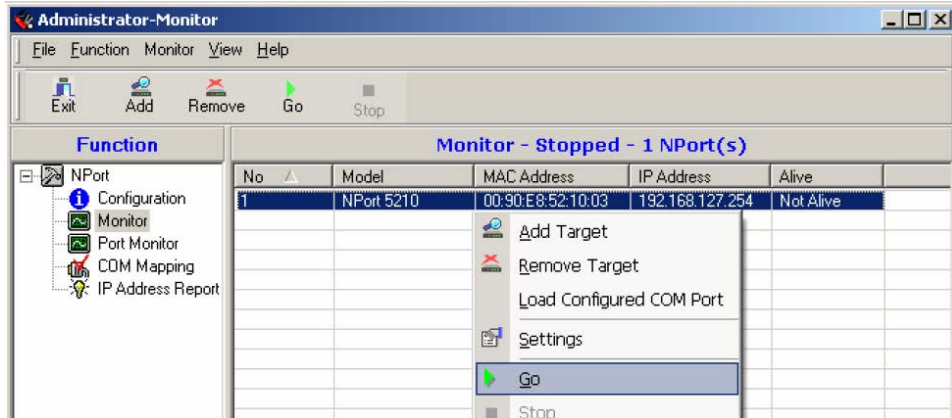 Administrator-Monitor
File Function Monitor View Help
Exit Add Remove Go Stop
Function
Monitor - Stopped - 1 NPort(s)
NPort
Configuration
Monitor
Port Monitor
COM Mapping
IP Address Report
No Model MAC Address IP Address Alive
1 NPort 5210 00:90:E8:52:10:03 192.168.127.254 Not Alive
Add Target
Remove Target
Load Configured COM Port
Settings
Go
Stop